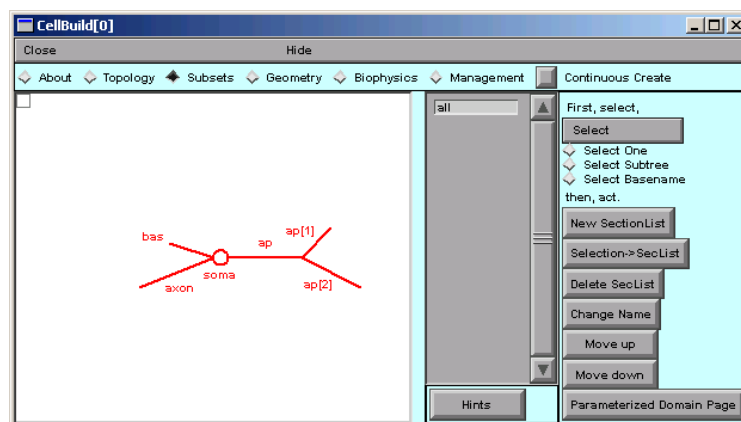 CellBuild[0]
Close Hide
About Topology Subsets Geometry Biophysics Management Continuous Create
all
First, select,
Select
Select One
Select Subtree
Select Basename
then, act.
New SectionList
Selection->SecList
Delete SecList
Change Name
Move up
Move down
Parameterized Domain Page
Hints
bas
ap
ap[1]
soma
axon
ap[2]